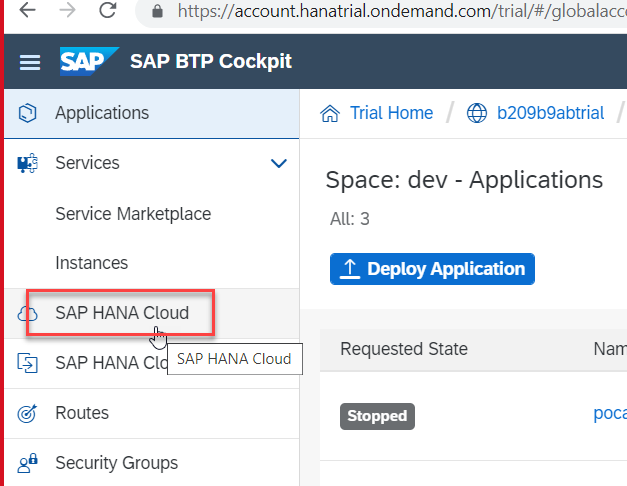 https://account.hanatrial.ondemand.com/trial/#/globalacc
SAP SAP BTP Cockpit
Applications
Trial Home / b209b9abtrial /
Services
Space: dev - Applications
Service Marketplace
All: 3
Instances
Deploy Application
SAP HANA Cloud
SAP HANA Clo
SAP HANA Cloud
Requested State
Nam
Routes
Stopped
poca
Security Groups